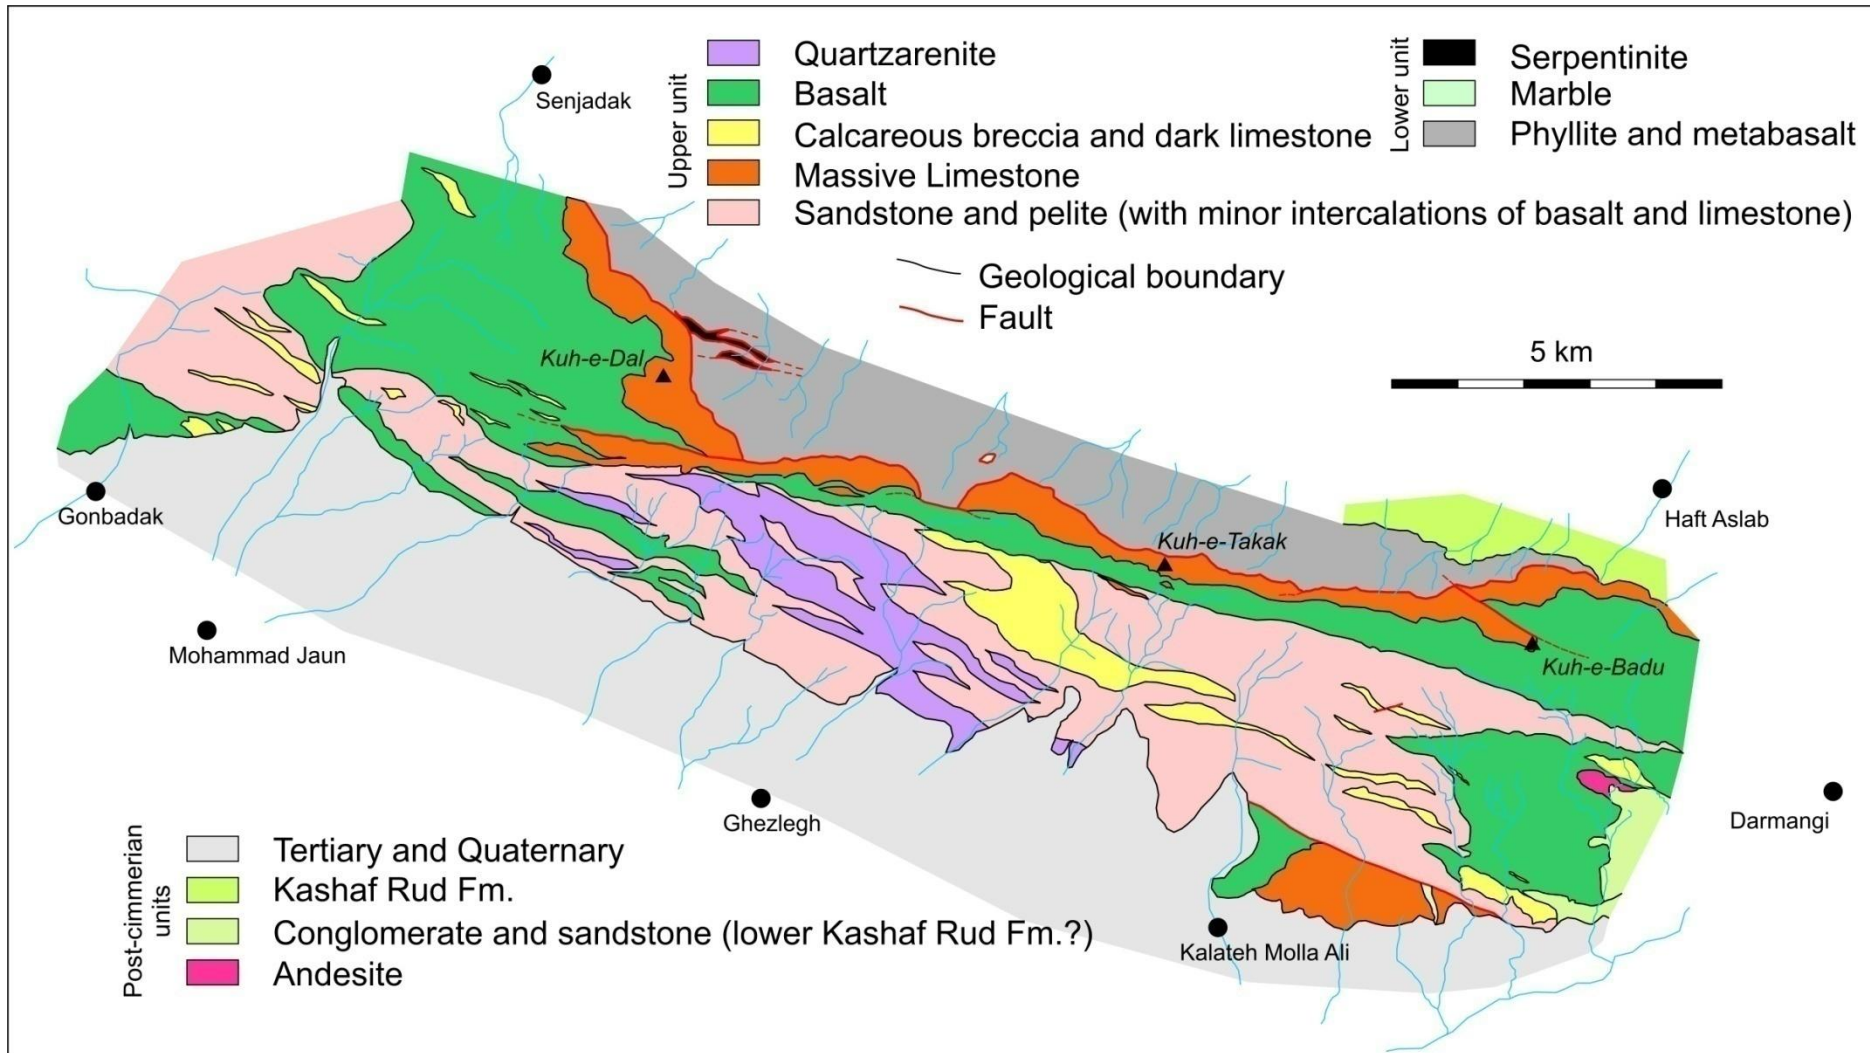 Upper unit
Quartzarenite
Basalt
Calcareous breccia and dark limestone
Massive Limestone
Sandstone and pelite (with minor intercalations of basalt and limestone)
Lower unit
Serpentinite
Marble
Phyllite and metabasalt
Geological boundary
Fault
5 km
Senjadak
Kuh-e-Dal
Gonbadak
Haft Aslab
Kuh-e-Takak
Mohammad Jaun
Kuh-e-Badu
Ghezlegh
Darmangi
Kalateh Molla Ali
Post-cimmerian
units
Tertiary and Quaternary
Kashaf Rud Fm.
Conglomerate and sandstone (lower Kashaf Rud Fm.?)
Andesite